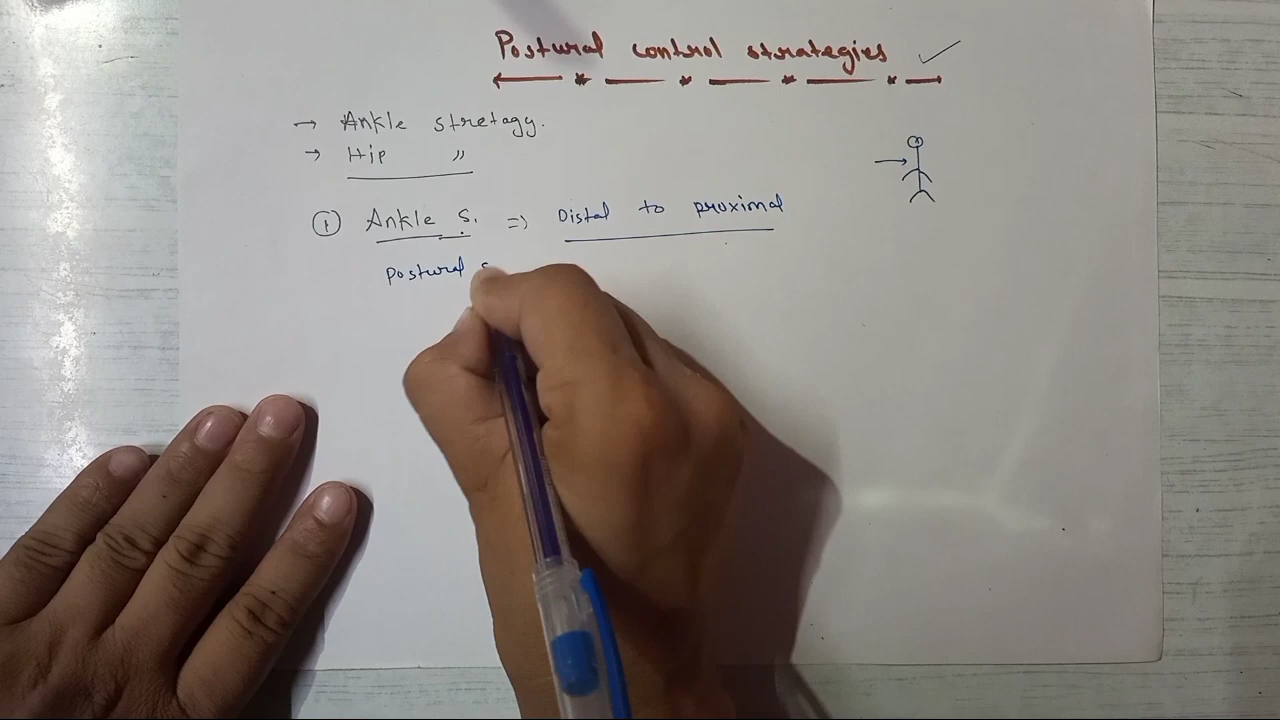 Postural control strategies
→ Ankle stretagy.
→ Hip "
① Ankle S. => Distal to proximal
Postural s